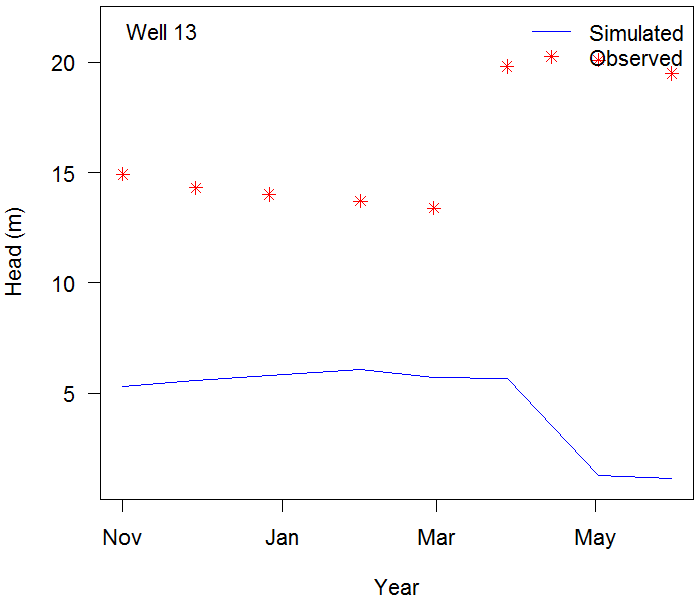 Well 13
Simulated
Observed
20
15
10
5
Head (m)
Nov Jan Mar May
Year